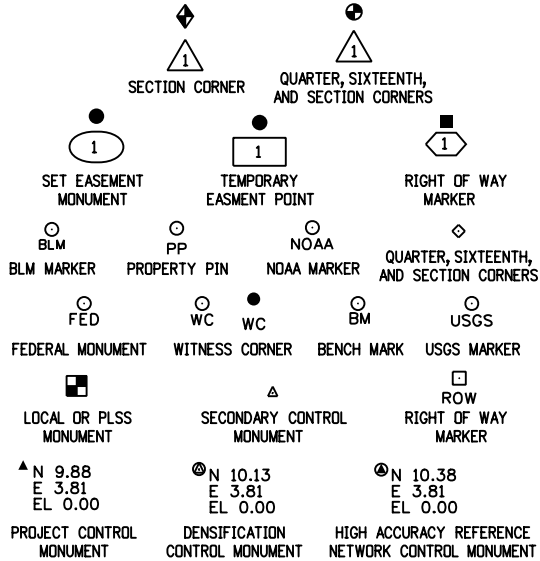 1
1
SECTION CORNER
QUARTER, SIXTEENTH,
AND SECTION CORNERS
1
1
1
SET EASEMENT
MONUMENT
TEMPORARY
EASMENT POINT
RIGHT OF WAY
MARKER
BLM
PP
NOAA
BLM MARKER
PROPERTY PIN
NOAA MARKER
QUARTER, SIXTEENTH,
AND SECTION CORNERS
FED
WC
WC
BM
USGS
FEDERAL MONUMENT
WITNESS CORNER
BENCH MARK
USGS MARKER
LOCAL OR PLSS
MONUMENT
SECONDARY CONTROL
MONUMENT
ROW
RIGHT OF WAY
MARKER
N 9.88
E 3.81
EL 0.00
PROJECT CONTROL
MONUMENT
N 10.13
E 3.81
EL 0.00
DENSIFICATION
CONTROL MONUMENT
N 10.38
E 3.81
EL 0.00
HIGH ACCURACY REFERENCE
NETWORK CONTROL MONUMENT